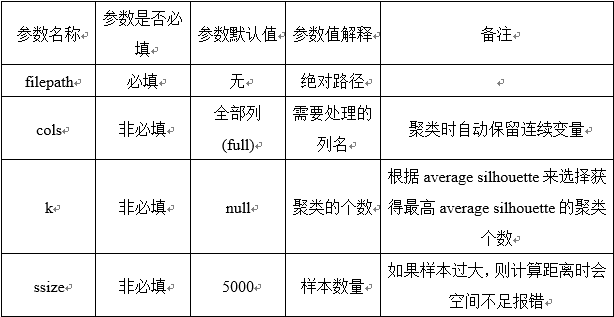 参数名称 参数是否必填 参数默认值 参数值解释 备注
filepath 必填 无 绝对路径
cols 非必填 全部列(full) 需要处理的列名 聚类时自动保留连续变量
k 非必填 null 聚类的个数 根据 average silhouette 来选择获得最高 average silhouette 的聚类个数
ssize 非必填 5000 样本数量 如果样本过大，则计算距离时会空间不足报错